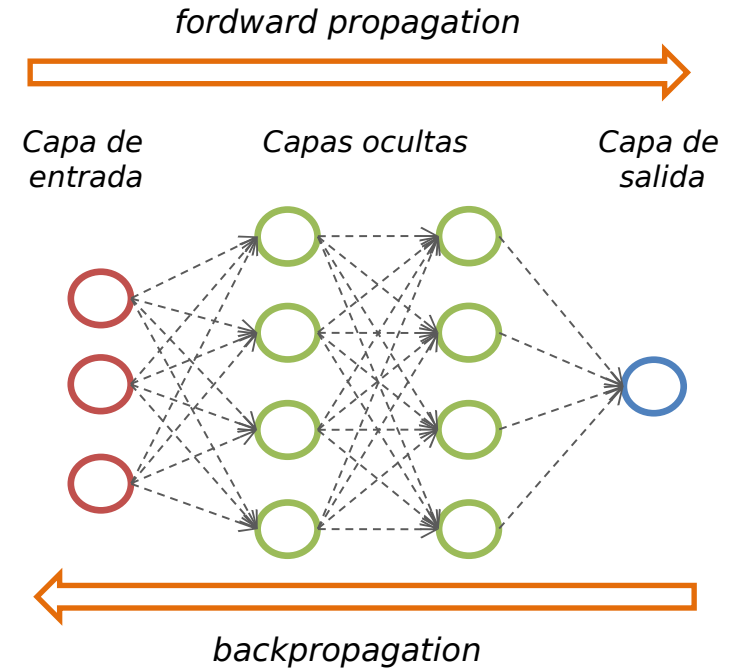 fordward propagation
Capa de
entrada
Capas ocultas
Capa de
salida
backpropagation